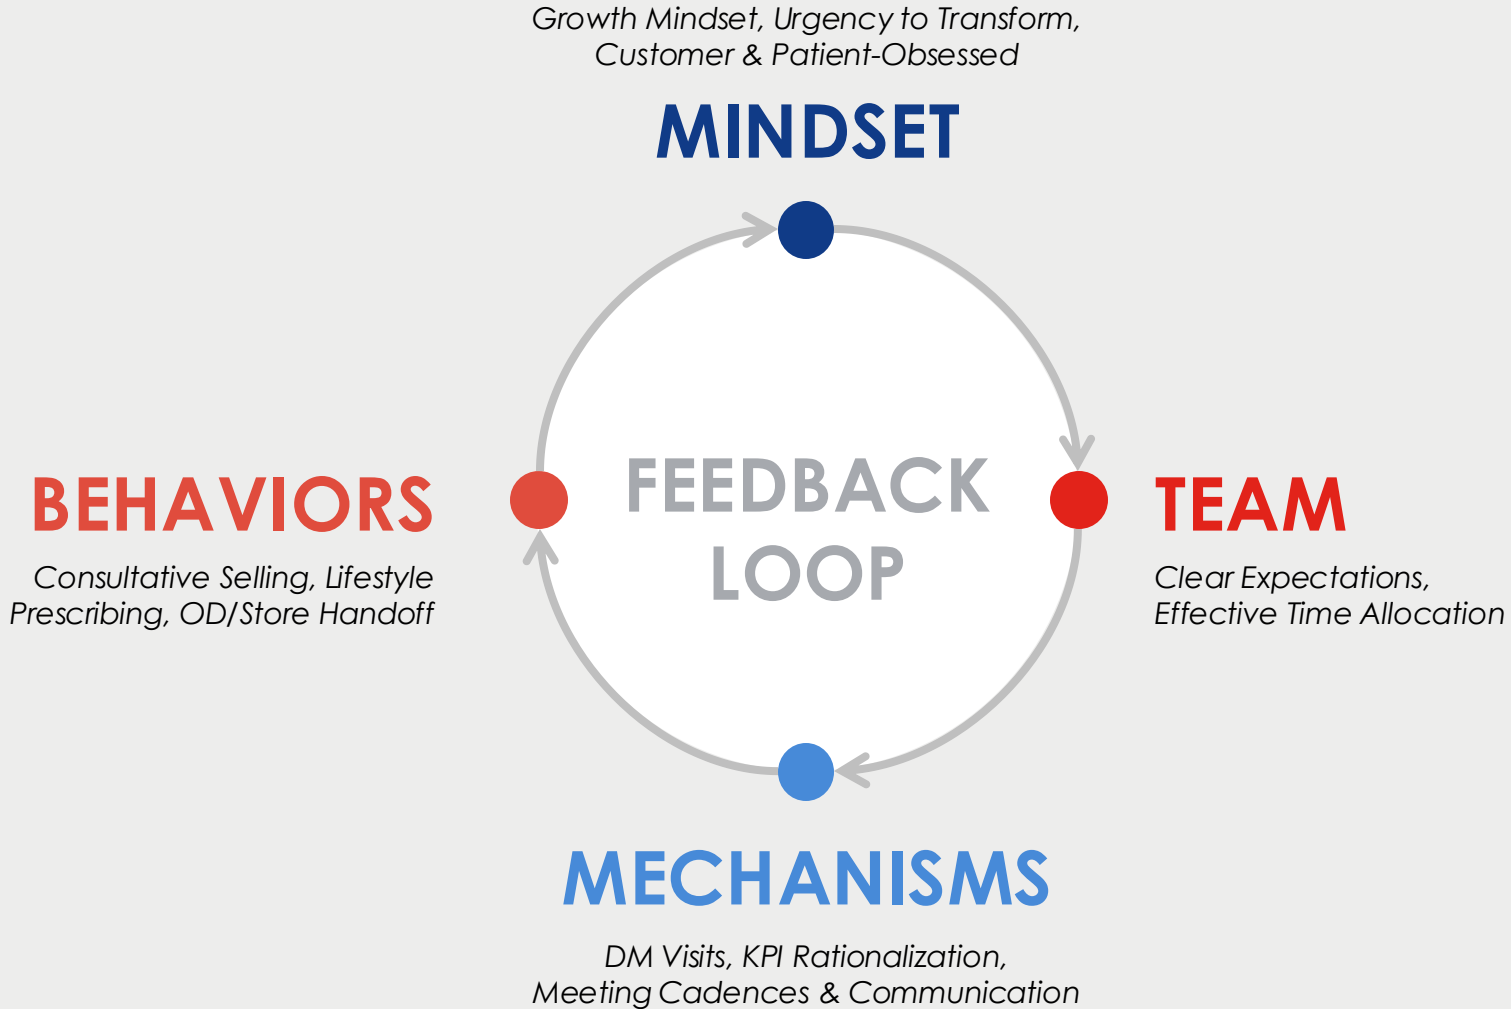 Growth Mindset, Urgency to Transform,
Customer & Patient-Obsessed
MINDSET
FEEDBACK
LOOP
BEHAVIORS
Consultative Selling, Lifestyle
Prescribing, OD/Store Handoff
TEAM
Clear Expectations,
Effective Time Allocation
MECHANISMS
DM Visits, KPI Rationalization,
Meeting Cadences & Communication